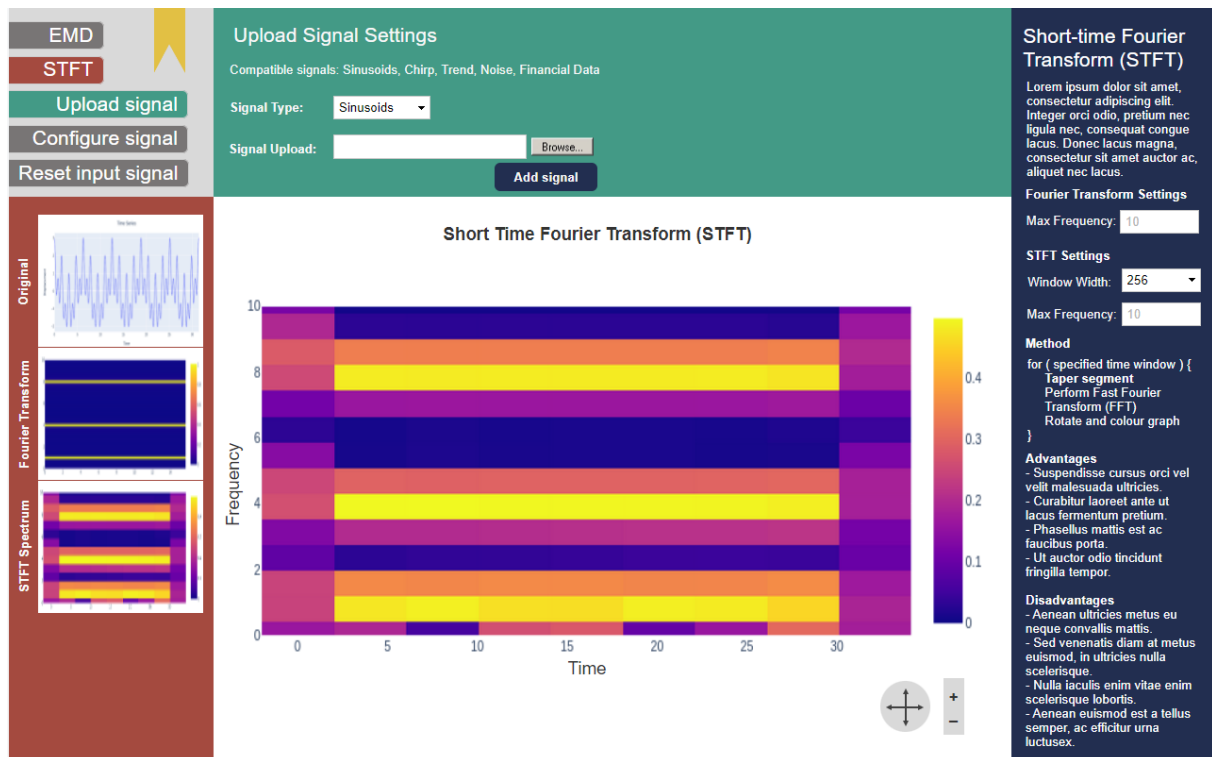 EMD
STFT
Upload signal
Configure signal
Reset input signal
Upload Signal Settings
Compatible signals: Sinusoids, Chirp, Trend, Noise, Financial Data
Signal Type:
Sinusoids
Signal Upload:
Browse...
Add signal
Original
Time Series
Time
Fourier Transform
STFT Spectrum
Short Time Fourier Transform (STFT)
Frequency
10
8
6
4
2
0
0
5
10
15
20
25
30
Time
0.4
0.3
0.2
0.1
0
+
−
Short-time Fourier
Transform (STFT)
Lorem ipsum dolor sit amet,
consectetur adipiscing elit.
Integer orci odio, pretium nec
ligula nec, consequat congue
lacus. Donec lacus magna,
consectetur sit amet auctor ac,
aliquet nec lacus.
Fourier Transform Settings
Max Frequency: 10
STFT Settings
Window Width: 256
Max Frequency: 10
Method
for ( specified time window ) {
Taper segment
Perform Fast Fourier
Transform (FFT)
Rotate and colour graph
}
Advantages
- Suspendisse cursus orci vel
velit malesuada ultricies.
- Curabitur laoreet ante ut
lacus fermentum pretium.
- Phasellus mattis est ac
faucibus porta.
- Ut auctor odio tincidunt
fringilla tempor.
Disadvantages
- Aenean ultricies metus eu
neque convallis mattis.
- Sed venenatis diam at metus
euismod, in ultricies nulla
scelerisque.
- Nulla iaculis enim vitae enim
scelerisque lobortis.
- Aenean euismod est a tellus
semper, ac efficitur urna
luctusex.